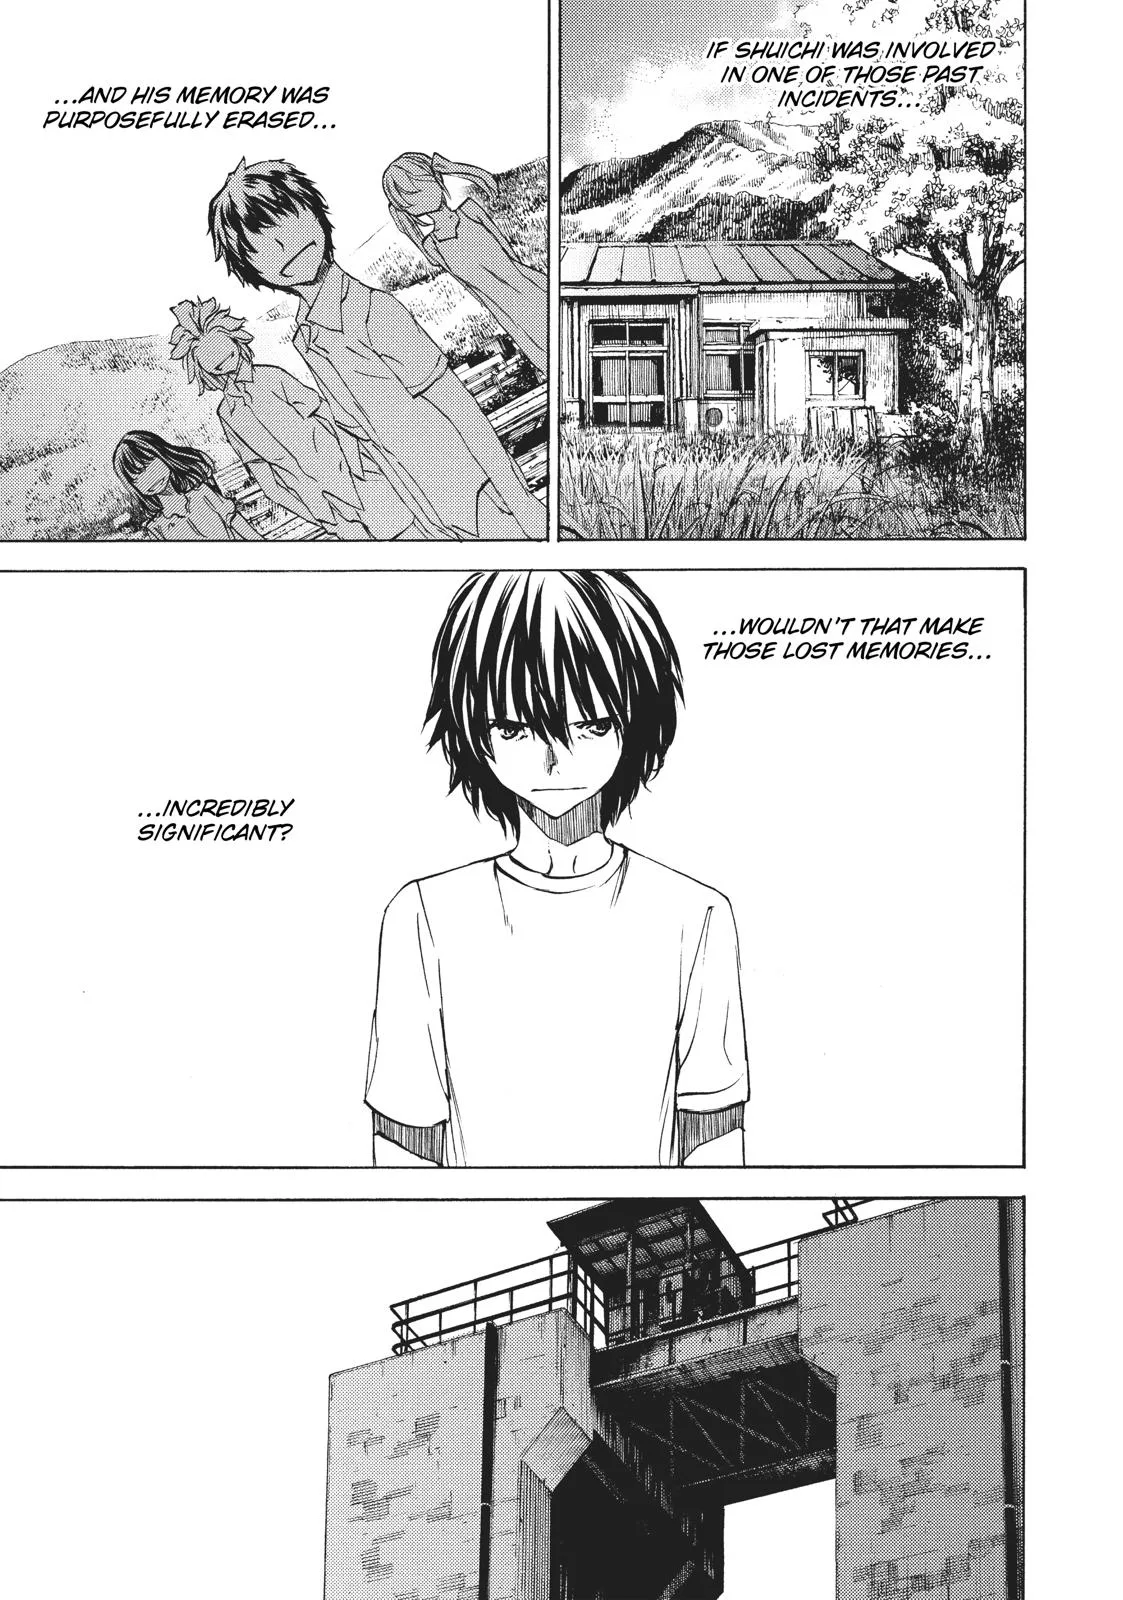 IF SHUICHI WAS INVOLVED
IN ONE OF THOSE PAST
INCIDENTS...
...AND HIS MEMORY WAS
PURPOSEFULLY ERASED...
...WOULDN'T THAT MAKE
THOSE LOST MEMORIES...
...INCREDIBLY
SIGNIFICANT?